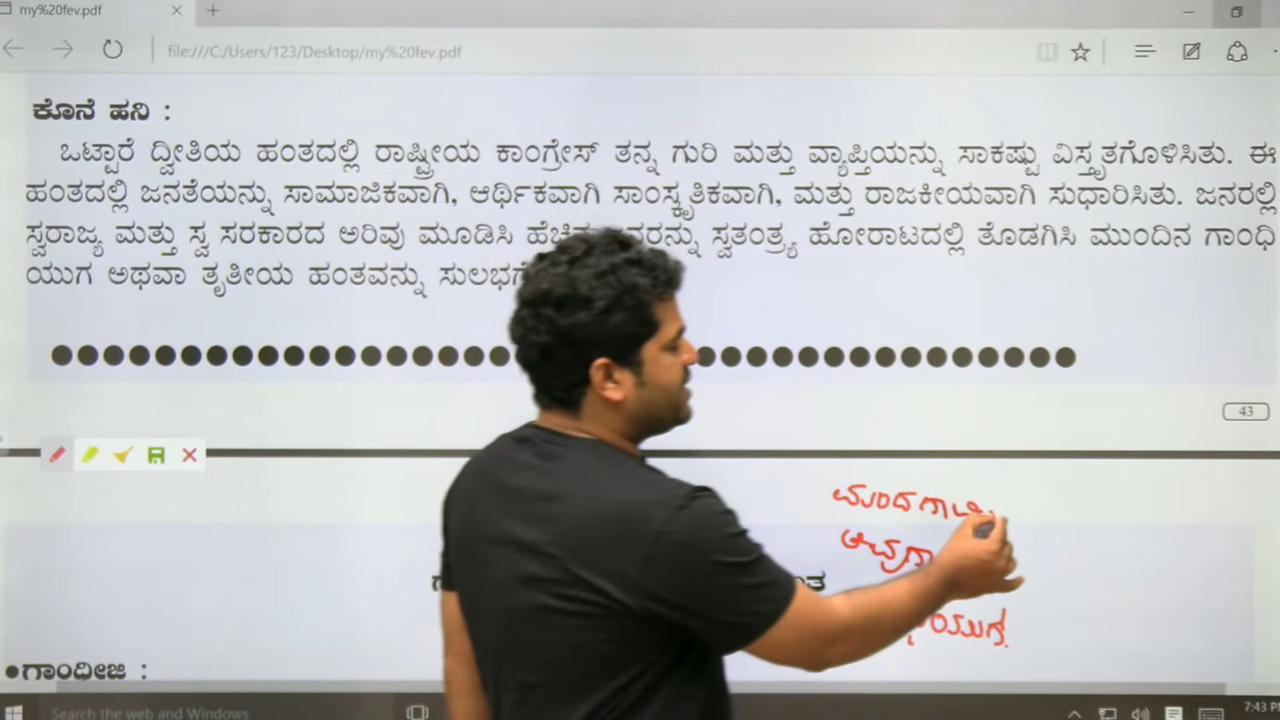 my%20fev.pdf
file:///C:/Users/123/Desktop/my%20fev.pdf
ಕೊನೆ ಹನಿ :
ಒಟ್ಟಾರೆ ದ್ವೀತಿಯ ಹಂತದಲ್ಲಿ ರಾಷ್ಟ್ರೀಯ ಕಾಂಗ್ರೇಸ್ ತನ್ನ ಗುರಿ ಮತ್ತು ವ್ಯಾಪ್ತಿಯನ್ನು ಸಾಕಷ್ಟು ವಿಸ್ತೃತಗೊಳಿಸಿತು. ಈ
ಹಂತದಲ್ಲಿ ಜನತೆಯನ್ನು ಸಾಮಾಜಿಕವಾಗಿ, ಆರ್ಥಿಕವಾಗಿ ಸಾಂಸ್ಕೃತಿಕವಾಗಿ, ಮತ್ತು ರಾಜಕೀಯವಾಗಿ ಸುಧಾರಿಸಿತು. ಜನರಲ್ಲಿ
ಸ್ವರಾಜ್ಯ ಮತ್ತು ಸ್ವ ಸರಕಾರದ ಅರಿವು ಮೂಡಿಸಿ ಸ್ವತಂತ್ರ್ಯ ಹೋರಾಟದಲ್ಲಿ ತೊಡಗಿಸಿ ಮುಂದಿನ ಗಾಂಧಿ
ಯುಗ ಅಥವಾ ತೃತೀಯ ಹಂತವನ್ನು
43
●ಗಾಂಧೀಜಿ :
Search the web and Windows
7:43 P